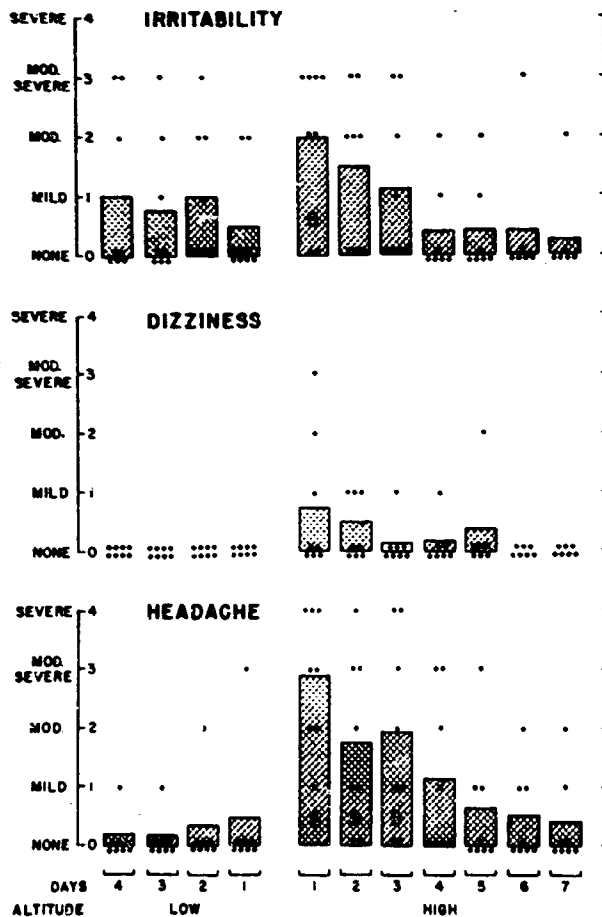 IRRITABILITY
SEVERE 4
MOD. SEVERE 3
MOD. 2
MILD 1
NONE 0
DIZZINESS
SEVERE 4
MOD. SEVERE 3
MOD. 2
MILD 1
NONE 0
HEADACHE
SEVERE 4
MOD. SEVERE 3
MOD. 2
MILD 1
NONE 0
DAYS 4 3 2 1 1 2 3 4 5 6 7
ALTITUDE LOW HIGH